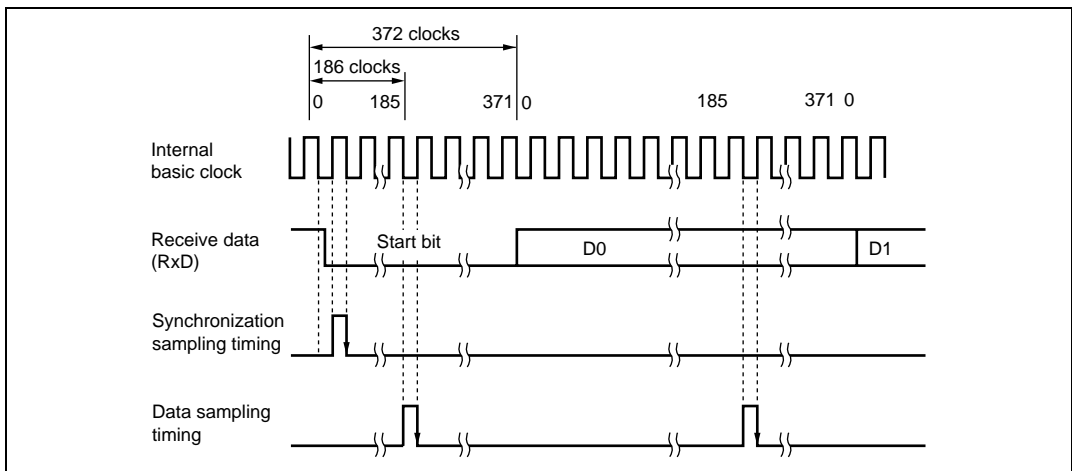 372 clocks
186 clocks
0 185 371 0 185 371 0
Internal
basic clock
Receive data
(RxD)
Start bit D0 D1
Synchronization
sampling timing
Data sampling
timing